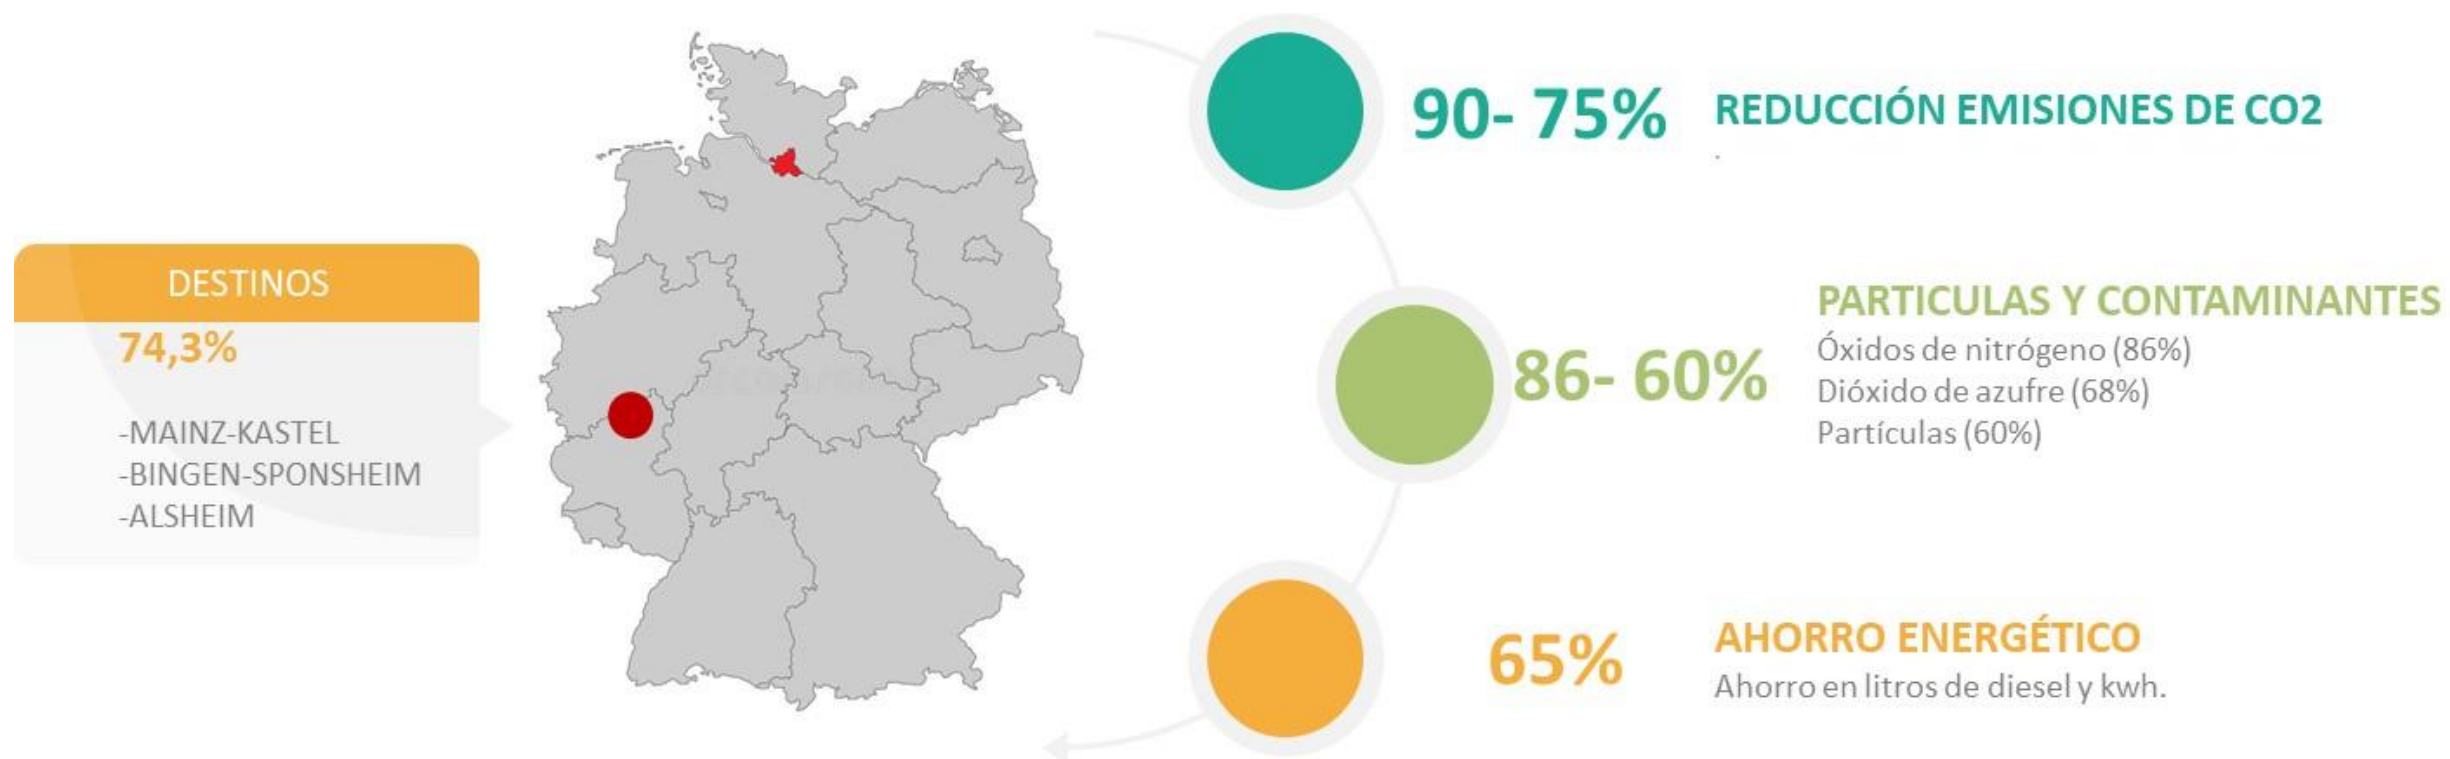 DESTINOS
74,3%
-MAINZ-KASTEL
-BINGEN-SPONSHEIM
-ALSHEIM
90- 75%
REDUCCIÓN EMISIONES DE CO2
.
86- 60%
PARTICULAS Y CONTAMINANTES
Óxidos de nitrógeno (86%)
Dióxido de azufre (68%)
Partículas (60%)
65%
AHORRO ENERGÉTICO
Ahorro en litros de diesel y kwh.